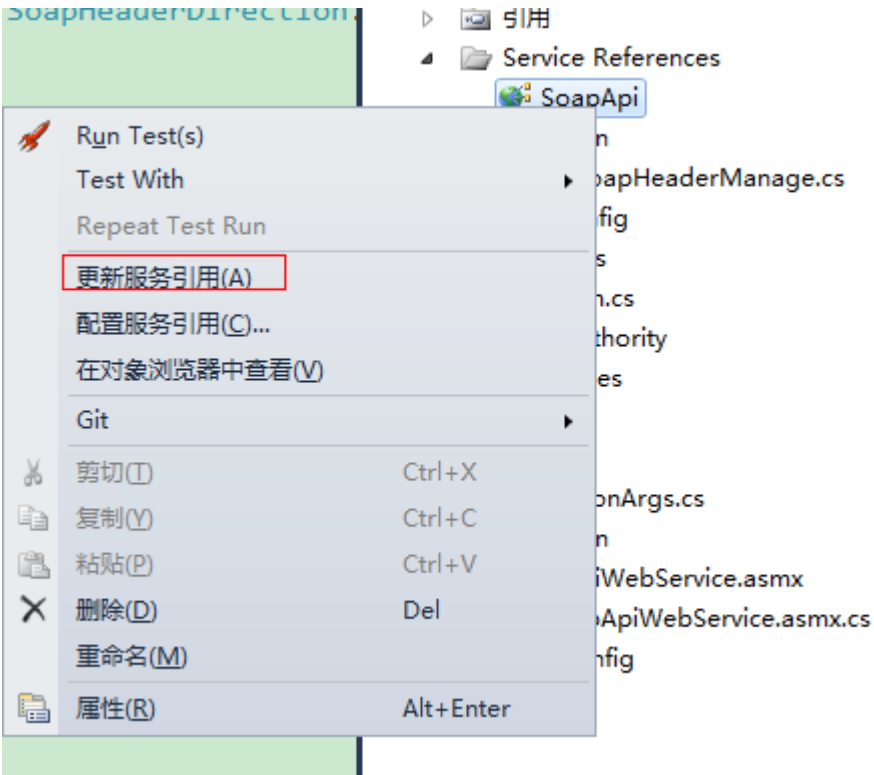 SoapHeaderDirection.
引用
Service References
SoapApi
Run Test(s)
Test With
Repeat Test Run
更新服务引用(A)
配置服务引用(C)...
在对象浏览器中查看(V)
Git
剪切(T) Ctrl+X
复制(Y) Ctrl+C
粘贴(P) Ctrl+V
删除(D) Del
重命名(M)
属性(R) Alt+Enter
n
oapHeaderManage.cs
fig
s
n.cs
thority
es
onArgs.cs
n
iWebService.asmx
ApiWebService.asmx.cs
nfig